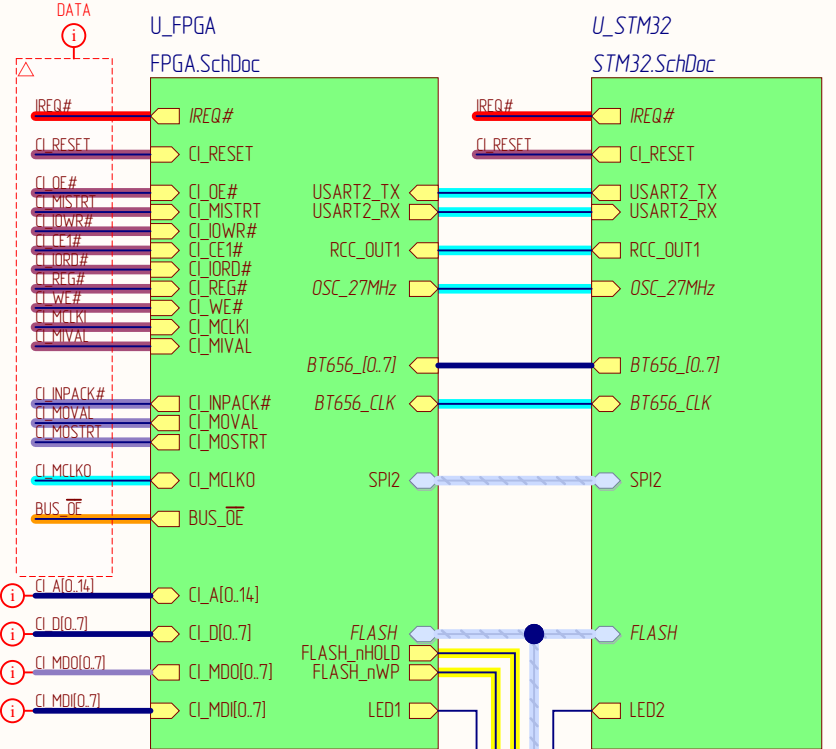 DATA
i
U_FPGA
FPGA.SchDoc
IREQ#
IREQ#
CI_RESET
CI_RESET
CI_OE#
CI_OE#
CI_MISTRT
CI_MISTRT
CI_IOWR#
CI_IOWR#
CI_CE1#
CI_CE1#
CI_IORD#
CI_IORD#
CI_REG#
CI_REG#
CI_WE#
CI_WE#
CI_MCLKI
CI_MCLKI
CI_MIVAL
CI_MIVAL
CI_INPACK#
CI_INPACK#
CI_MOVAL
CI_MOVAL
CI_MOSTRT
CI_MOSTRT
CI_MCLKO
CI_MCLKO
BUS_O̅E̅
BUS_O̅E̅
i
CI_A[0..14]
CI_A[0..14]
i
CI_D[0..7]
CI_D[0..7]
i
CI_MDO[0..7]
CI_MDO[0..7]
i
CI_MDI[0..7]
CI_MDI[0..7]
USART2_TX
USART2_RX
RCC_OUT1
OSC_27MHz
BT656_[0..7]
BT656_CLK
SPI2
FLASH
FLASH_nHOLD
FLASH_nWP
LED1
U_STM32
STM32.SchDoc
IREQ#
IREQ#
CI_RESET
CI_RESET
USART2_TX
USART2_RX
RCC_OUT1
OSC_27MHz
BT656_[0..7]
BT656_CLK
SPI2
FLASH
LED2